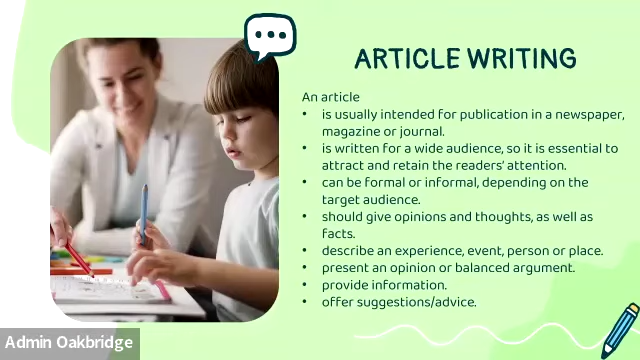 ARTICLE WRITING
An article
• is usually intended for publication in a newspaper,
magazine or journal.
• is written for a wide audience, so it is essential to
attract and retain the readers' attention.
• can be formal or informal, depending on the
target audience.
• should give opinions and thoughts, as well as
facts.
• describe an experience, event, person or place.
• present an opinion or balanced argument.
• provide information.
• offer suggestions/advice.
Admin Oakbridge